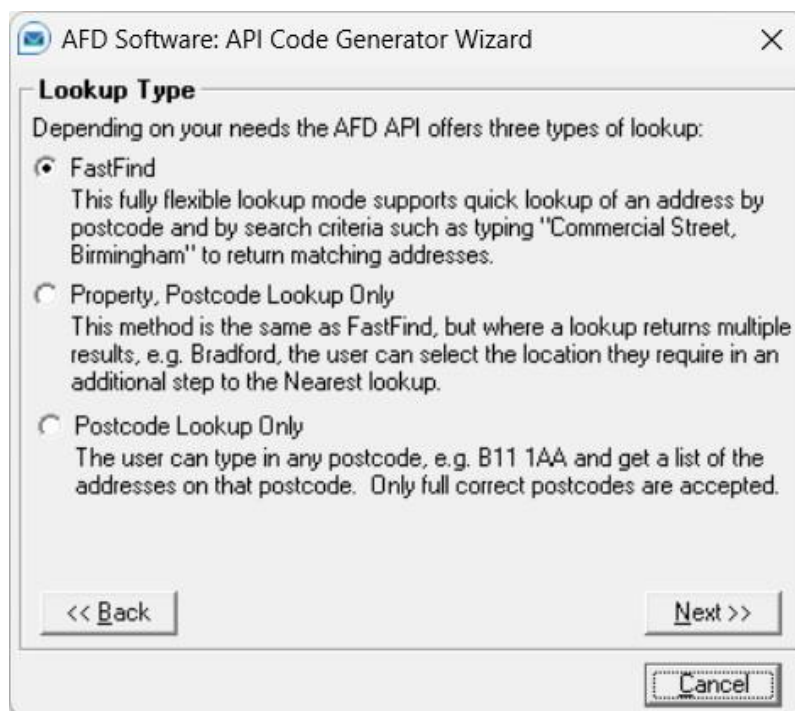 AFD Software: API Code Generator Wizard
Lookup Type
Depending on your needs the AFD API offers three types of lookup:
FastFind
This fully flexible lookup mode supports quick lookup of an address by
postcode and by search criteria such as typing "Commercial Street,
Birmingham" to return matching addresses.
Property, Postcode Lookup Only
This method is the same as FastFind, but where a lookup returns multiple
results, e.g. Bradford, the user can select the location they require in an
additional step to the Nearest lookup.
Postcode Lookup Only
The user can type in any postcode, e.g. B11 1AA and get a list of the
addresses on that postcode.  Only full correct postcodes are accepted.
<< Back
Next >>
Cancel